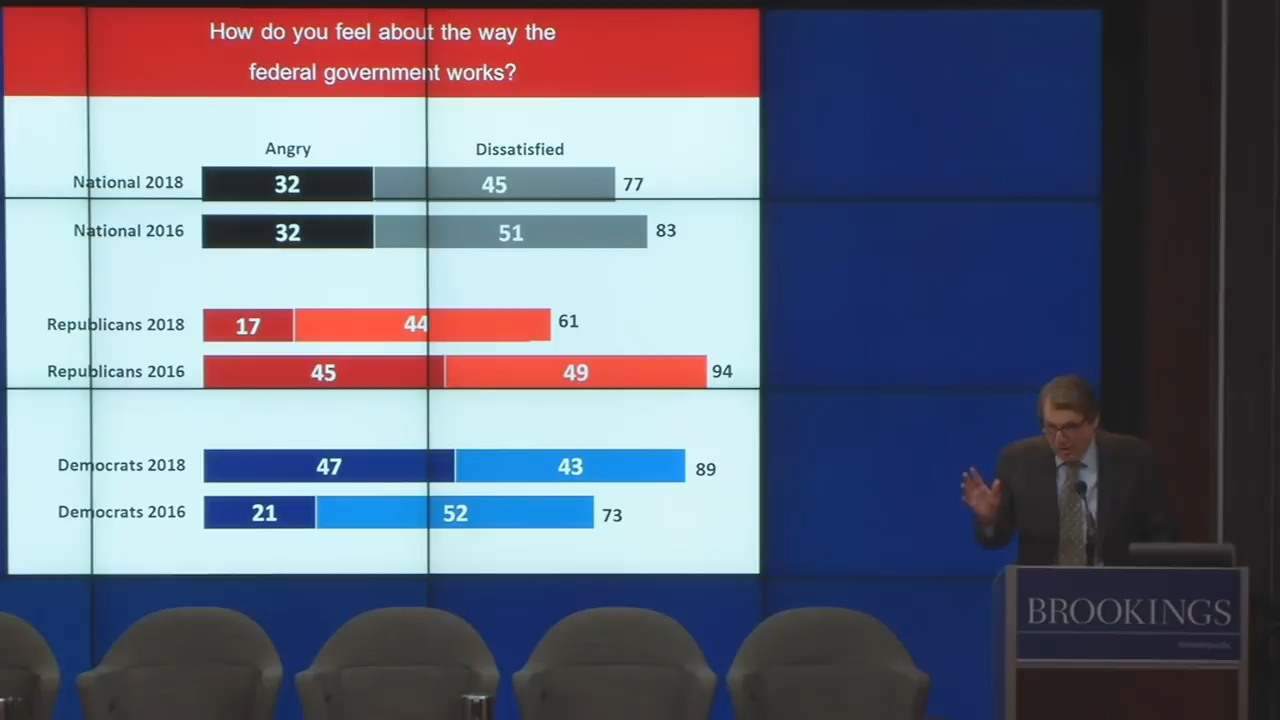 How do you feel about the way the
federal government works?
Angry Dissatisfied
National 2018 32 45 77
National 2016 32 51 83
Republicans 2018 17 44 61
Republicans 2016 45 49 94
Democrats 2018 47 43 89
Democrats 2016 21 52 73
BROOKINGS